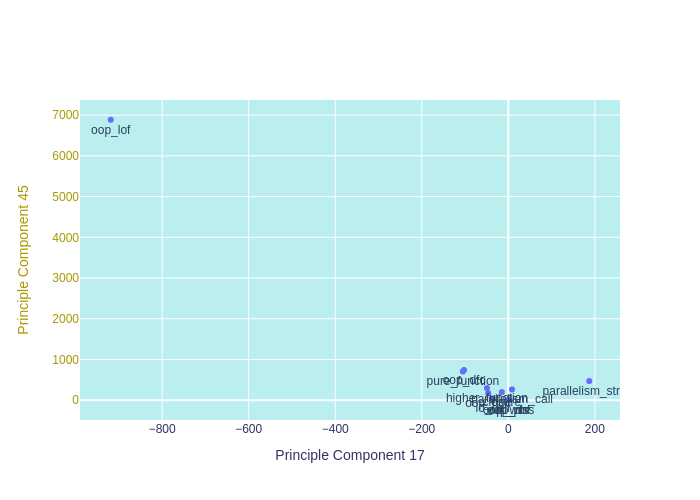 7000
oop_lof
6000
5000
4000
3000
2000
1000
0
Principle Component 45
pure_function
parallelism_str
−800
−600
−400
−200
0
200
Principle Component 17